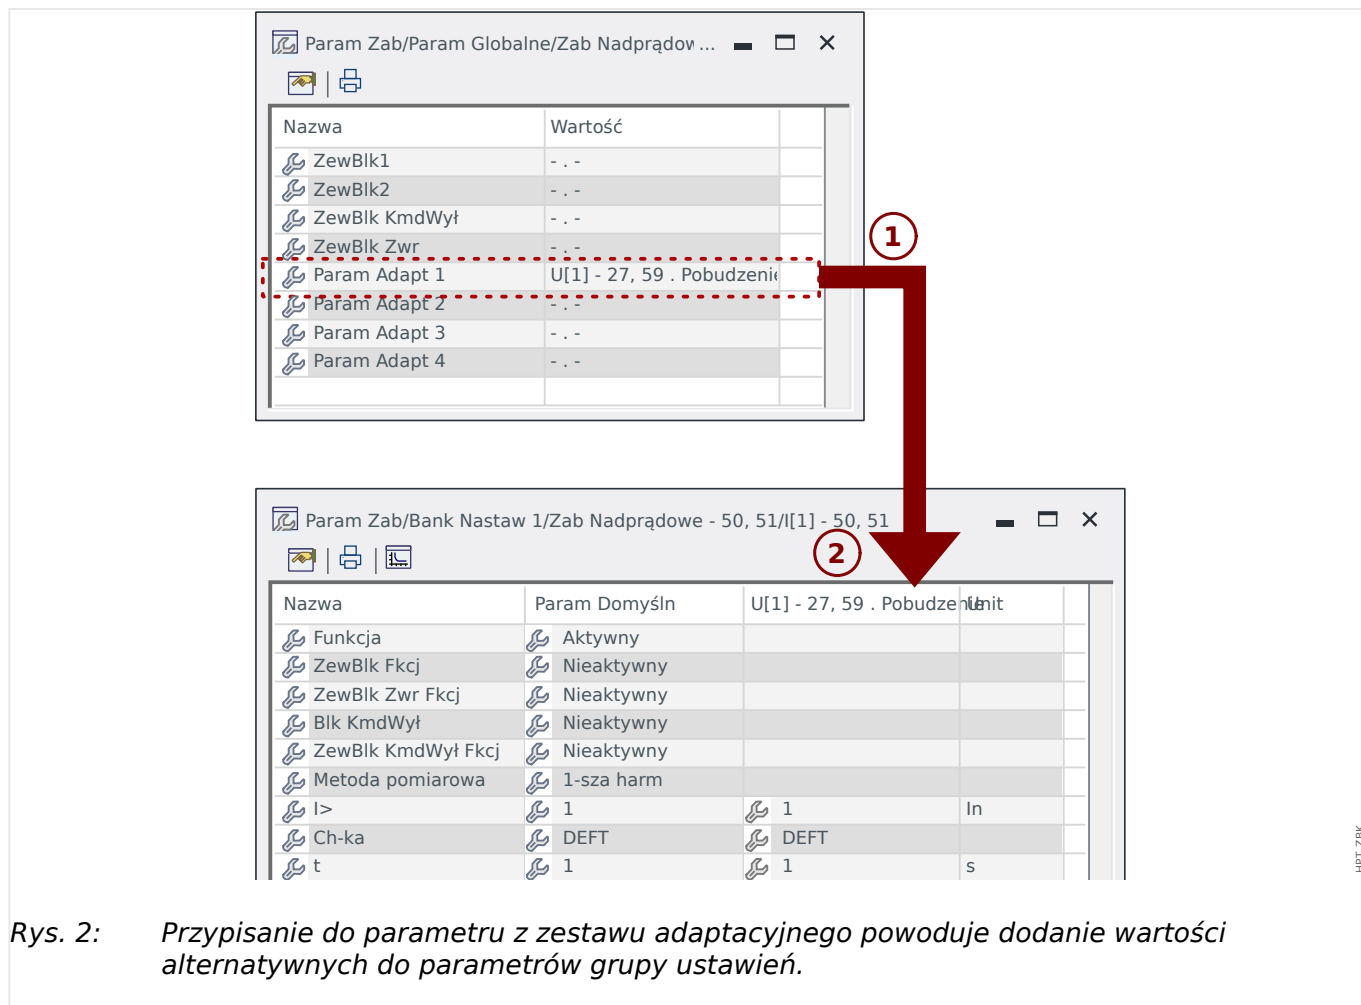 Param Zab/Param Globalne/Zab Nadprądow ...
Nazwa Wartość
ZewBlk1 - . -
ZewBlk2 - . -
ZewBlk KmdWył - . -
ZewBlk Zwr - . -
Param Adapt 1 U[1] - 27, 59 . Pobudzenie
Param Adapt 2 - . -
Param Adapt 3 - . -
Param Adapt 4 - . -
1
Param Zab/Bank Nastaw 1/Zab Nadprądowe - 50, 51/I[1] - 50, 51
2
Nazwa Param Domyśln U[1] - 27, 59 . Pobudzenie Unit
Funkcja Aktywny
ZewBlk Fkcj Nieaktywny
ZewBlk Zwr Fkcj Nieaktywny
Blk KmdWył Nieaktywny
ZewBlk KmdWył Fkcj Nieaktywny
Metoda pomiarowa 1-sza harm
I> 1 1 In
Ch-ka DEFT DEFT
t 1 1 s
Rys. 2: Przypisanie do parametru z zestawu adaptacyjnego powoduje dodanie wartości
alternatywnych do parametrów grupy ustawień.